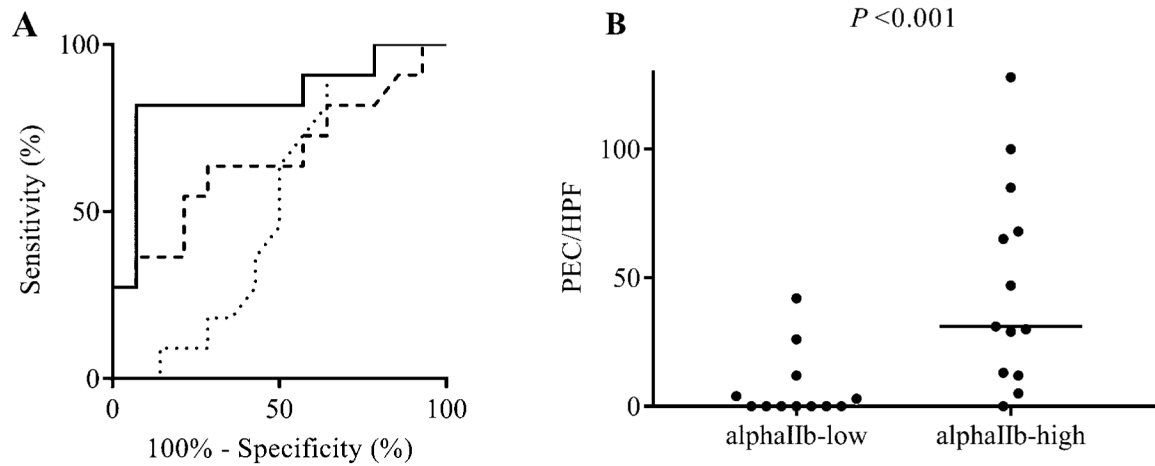 A
100
50
0
0 50 100
Sensitivity (%)
100% - Specificity (%)
B
P <0.001
100
50
0
PEC/HPF
alphaIIb-low alphaIIb-high